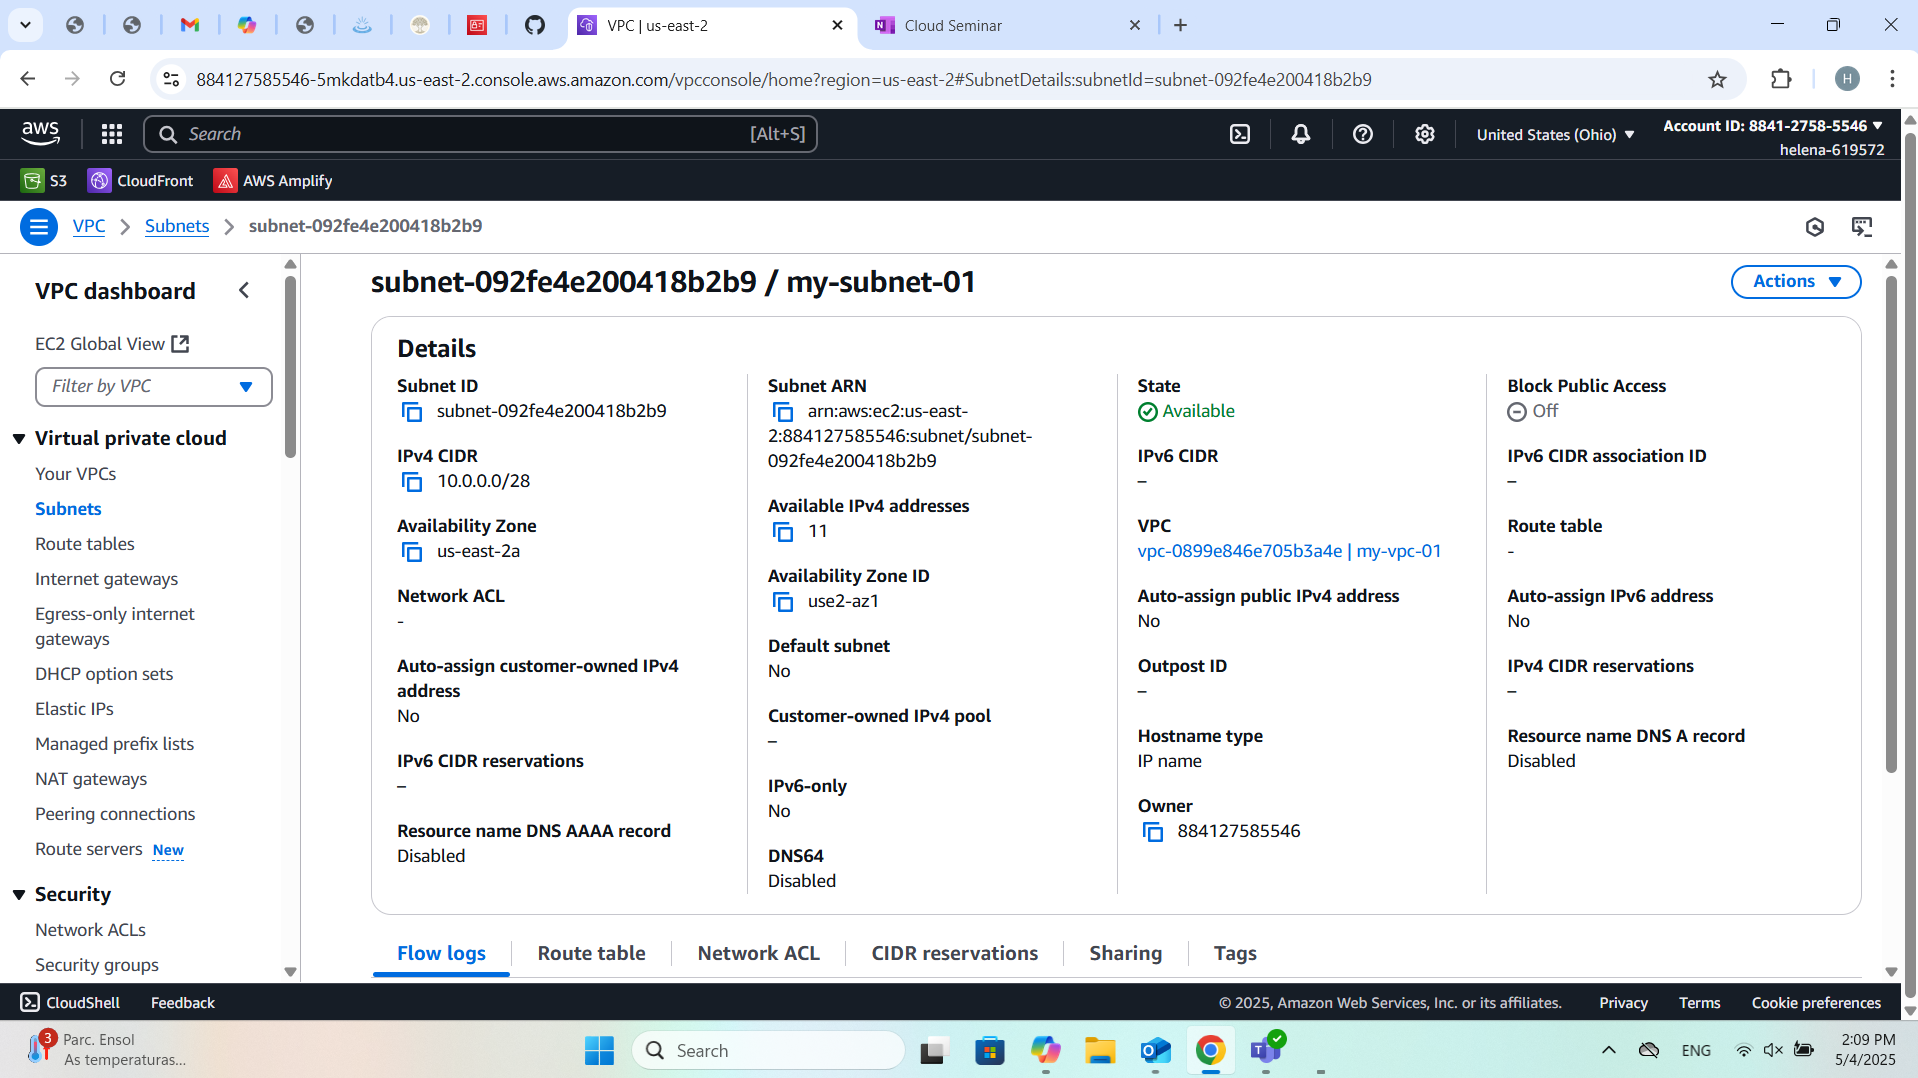 VPC | us-east-2
Cloud Seminar
884127585546-5mkdatb4.us-east-2.console.aws.amazon.com/vpcconsole/home?region=us-east-2#SubnetDetails:subnetId=subnet-092fe4e200418b2b9
H
aws
Search
[Alt+S]
United States (Ohio)
Account ID: 8841-2758-5546
helena-619572
S3
CloudFront
AWS Amplify
VPC
Subnets
subnet-092fe4e200418b2b9
VPC dashboard
EC2 Global View
Filter by VPC
Virtual private cloud
Your VPCs
Subnets
Route tables
Internet gateways
Egress-only internet
gateways
DHCP option sets
Elastic IPs
Managed prefix lists
NAT gateways
Peering connections
Route servers New
Security
Network ACLs
Security groups
subnet-092fe4e200418b2b9 / my-subnet-01
Actions
Details
Subnet ID
subnet-092fe4e200418b2b9
IPv4 CIDR
10.0.0.0/28
Availability Zone
us-east-2a
Network ACL
-
Auto-assign customer-owned IPv4
address
No
IPv6 CIDR reservations
–
Resource name DNS AAAA record
Disabled
Subnet ARN
arn:aws:ec2:us-east-
2:884127585546:subnet/subnet-
092fe4e200418b2b9
Available IPv4 addresses
11
Availability Zone ID
use2-az1
Default subnet
No
Customer-owned IPv4 pool
–
IPv6-only
No
DNS64
Disabled
State
Available
IPv6 CIDR
–
VPC
vpc-0899e846e705b3a4e | my-vpc-01
Auto-assign public IPv4 address
No
Outpost ID
–
Hostname type
IP name
Owner
884127585546
Block Public Access
Off
IPv6 CIDR association ID
–
Route table
-
Auto-assign IPv6 address
No
IPv4 CIDR reservations
–
Resource name DNS A record
Disabled
Flow logs
Route table
Network ACL
CIDR reservations
Sharing
Tags
CloudShell
Feedback
© 2025, Amazon Web Services, Inc. or its affiliates.
Privacy
Terms
Cookie preferences
3
Parc. Ensol
As temperaturas...
Search
ENG
2:09 PM
5/4/2025